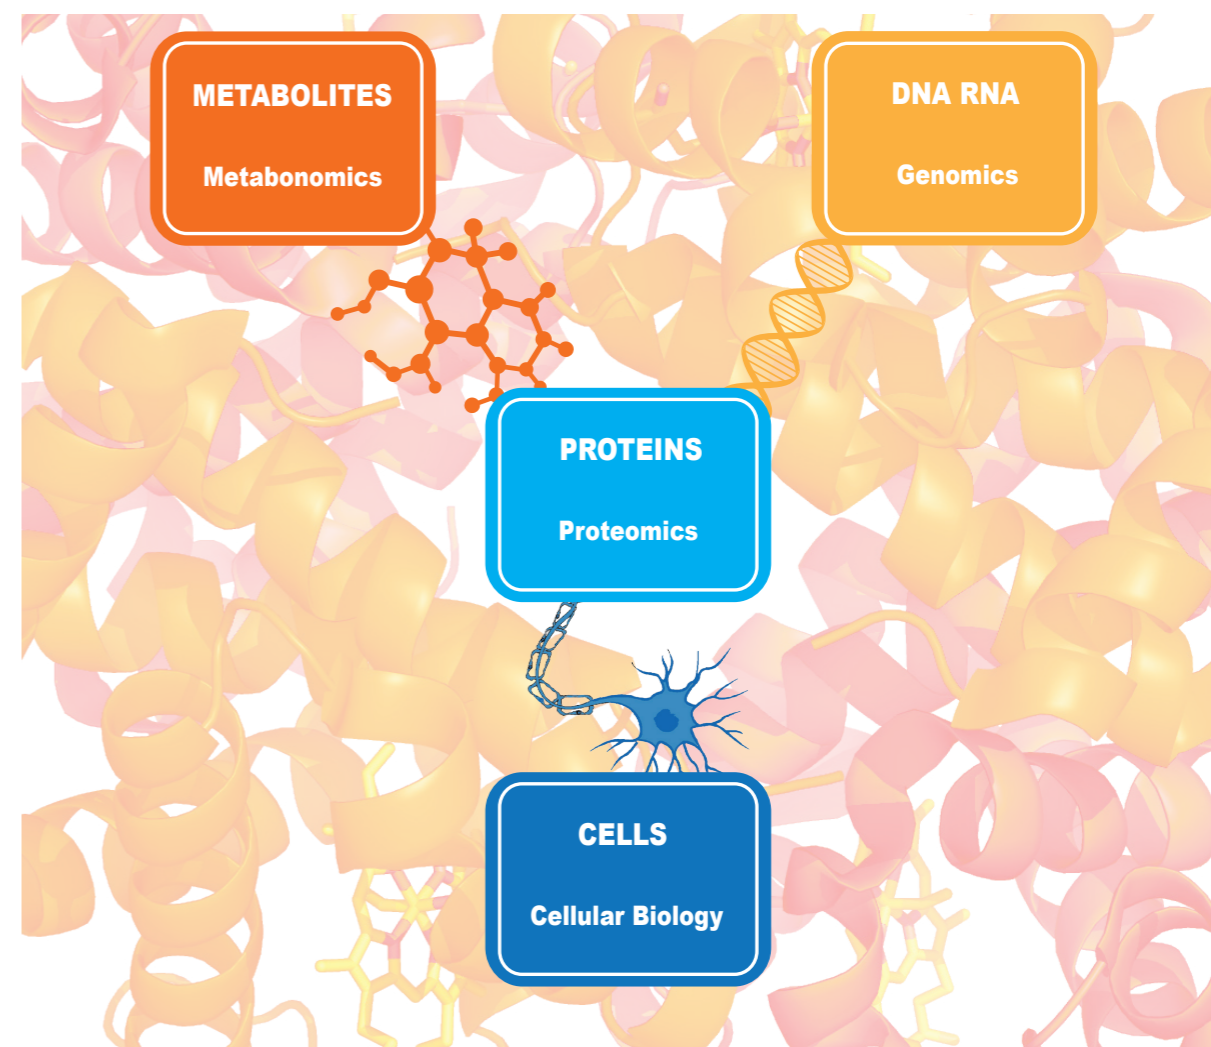 METABOLITES
Metabonomics
DNA RNA
Genomics
PROTEINS
Proteomics
CELLS
Cellular Biology